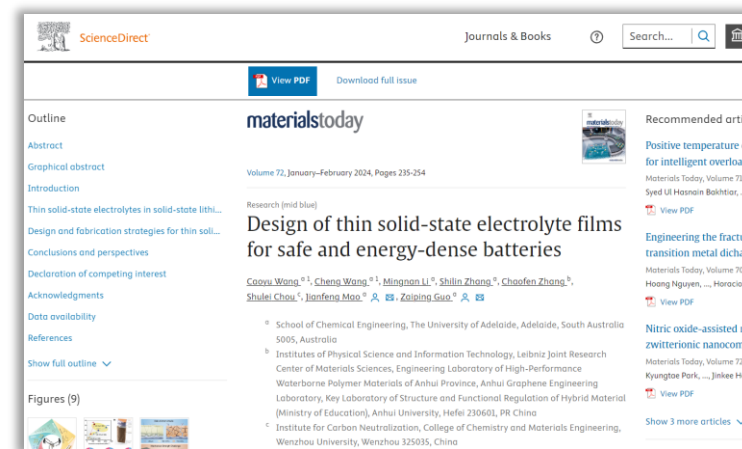 ScienceDirect
Journals & Books
?
Search...
View PDF
Download full issue
Outline
Abstract
Graphical abstract
Introduction
Thin solid-state electrolytes in solid-state lithi...
Design and fabrication strategies for thin soli...
Conclusions and perspectives
Declaration of competing interest
Acknowledgments
Data availability
References
Show full outline
Figures (9)
materialstoday
materialstoday
Volume 72, January–February 2024, Pages 235-254
Research (mid blue)
Design of thin solid-state electrolyte films
for safe and energy-dense batteries
Caoyu Wang a 1, Cheng Wang a 1, Mingnan Li a, Shilin Zhang a, Chaofen Zhang b,
Shulei Chou c, Jianfeng Mao a, Zaiping Guo a
a School of Chemical Engineering, The University of Adelaide, Adelaide, South Australia
5005, Australia
b Institutes of Physical Science and Information Technology, Leibniz Joint Research
Center of Materials Sciences, Engineering Laboratory of High-Performance
Waterborne Polymer Materials of Anhui Province, Anhui Graphene Engineering
Laboratory, Key Laboratory of Structure and Functional Regulation of Hybrid Material
(Ministry of Education), Anhui University, Hefei 230601, PR China
c Institute for Carbon Neutralization, College of Chemistry and Materials Engineering,
Wenzhou University, Wenzhou 325035, China
Recommended arti
Positive temperature
for intelligent overloa
Materials Today, Volume 71
Syed Ul Hasnain Bakhtiar, .
View PDF
Engineering the fractu
transition metal dicha
Materials Today, Volume 70
Hoang Nguyen, ..., Horacio
View PDF
Nitric oxide-assisted
zwitterionic nanocom
Materials Today, Volume 72
Kyungtae Park, ..., Jinkee H
View PDF
Show 3 more articles